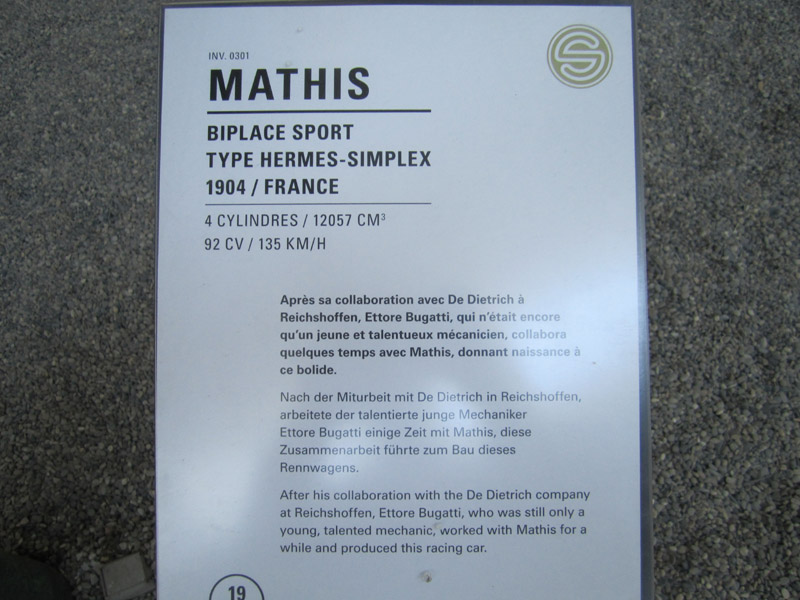 INV. 0301
MATHIS
BIPLACE SPORT
TYPE HERMES-SIMPLEX
1904 / FRANCE
4 CYLINDRES / 12057 CM³
92 CV / 135 KM/H
Après sa collaboration avec De Dietrich à
Reichshoffen, Ettore Bugatti, qui n'était encore
qu'un jeune et talentueux mécanicien, collabora
quelques temps avec Mathis, donnant naissance à
ce bolide.
Nach der Miturbeit mit De Dietrich in Reichshoffen,
arbeitete der talentierte junge Mechaniker
Ettore Bugatti einige Zeit mit Mathis, diese
Zusammenarbeit führte zum Bau dieses
Rennwagens.
After his collaboration with the De Dietrich company
at Reichshoffen, Ettore Bugatti, who was still only a
young, talented mechanic, worked with Mathis for a
while and produced this racing car.
19